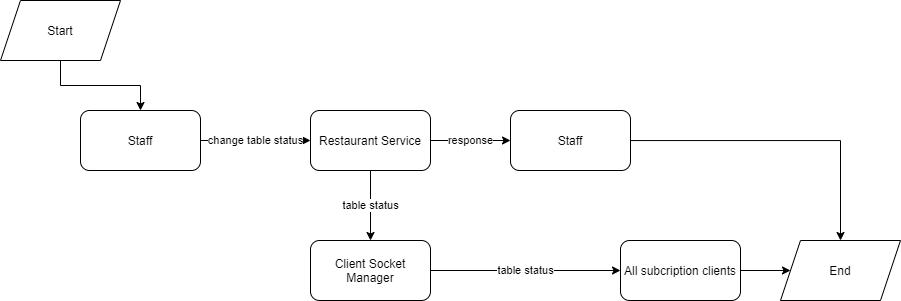 Start
Staff
change table status
Restaurant Service
response
Staff
table status
Client Socket
Manager
table status
All subcription clients
End